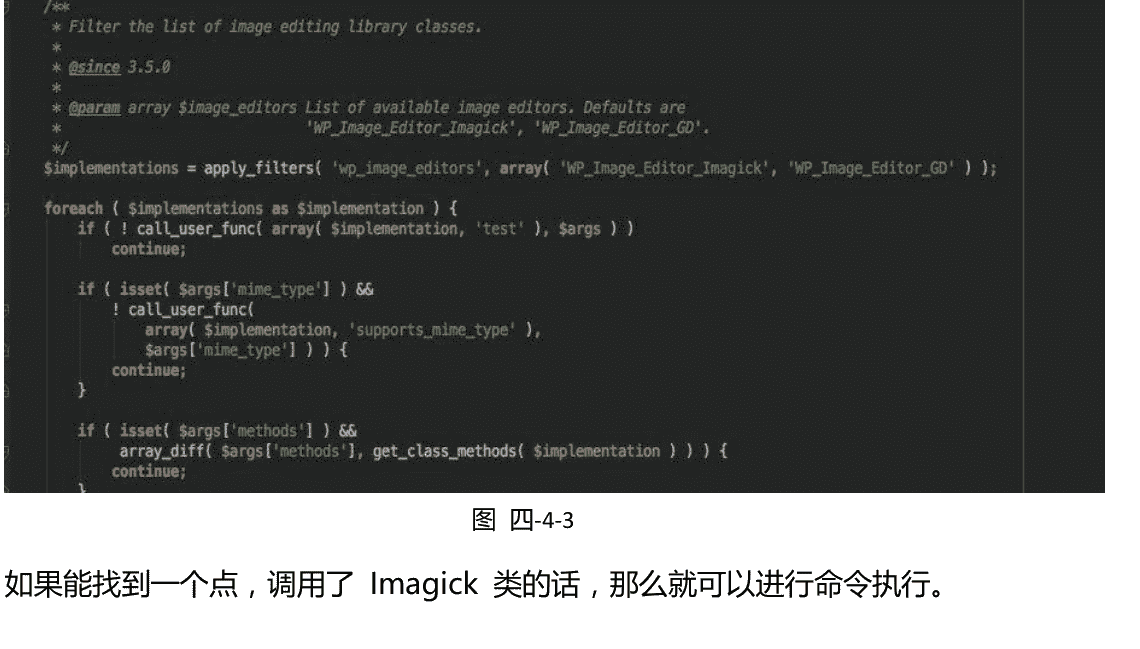 /**
 * Filter the list of image editing library classes.
 *
 * @since 3.5.0
 *
 * @param array $image_editors List of available image editors. Defaults are
 *                             'WP_Image_Editor_Imagick', 'WP_Image_Editor_GD'.
 */
$implementations = apply_filters( 'wp_image_editors', array( 'WP_Image_Editor_Imagick', 'WP_Image_Editor_GD' ) );

foreach ( $implementations as $implementation ) {
    if ( ! call_user_func( array( $implementation, 'test' ), $args ) )
        continue;

    if ( isset( $args['mime_type'] ) &&
        ! call_user_func(
            array( $implementation, 'supports_mime_type' ),
            $args['mime_type'] ) ) {
        continue;
    }

    if ( isset( $args['methods'] ) &&
         array_diff( $args['methods'], get_class_methods( $implementation ) ) ) {
        continue;
    }
图 四-4-3
如果能找到一个点，调用了 Imagick 类的话，那么就可以进行命令执行。